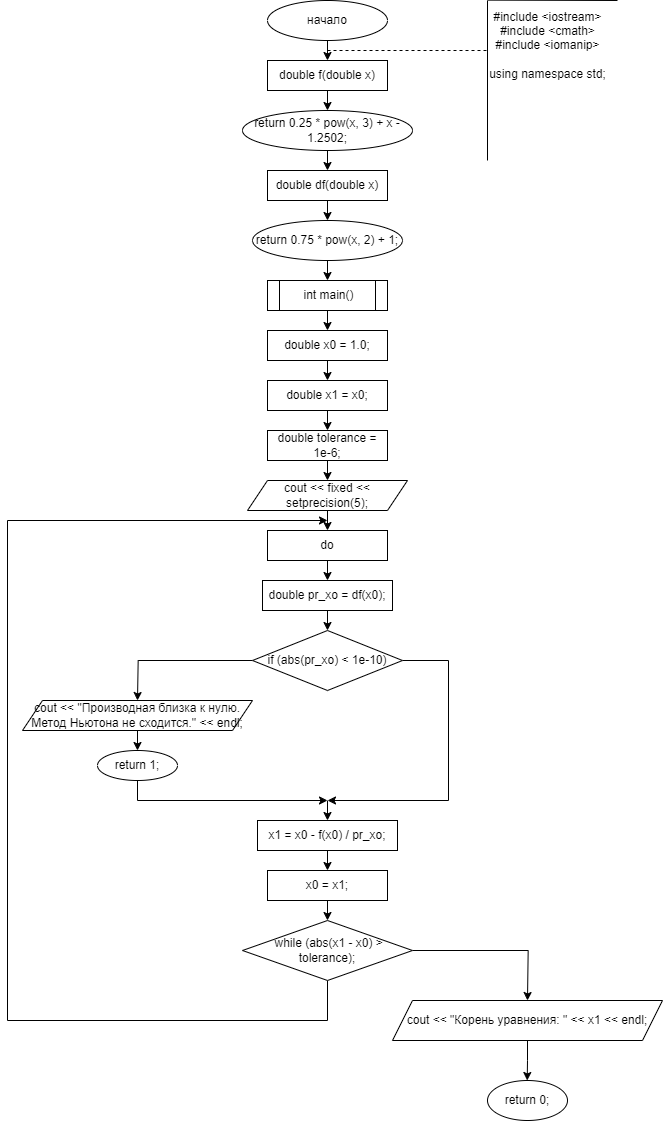 начало
#include <iostream>
#include <cmath>
#include <iomanip>
using namespace std;
double f(double x)
return 0.25 * pow(x, 3) + x -
1.2502;
double df(double x)
return 0.75 * pow(x, 2) + 1;
int main()
double x0 = 1.0;
double x1 = x0;
double tolerance =
1e-6;
cout << fixed <<
setprecision(5);
do
double pr_xo = df(x0);
if (abs(pr_xo) < 1e-10)
cout << "Производная близка к нулю.
Метод Ньютона не сходится." << endl;
return 1;
x1 = x0 - f(x0) / pr_xo;
x0 = x1;
while (abs(x1 - x0) >
tolerance);
cout << "Корень уравнения: " << x1 << endl;
return 0;